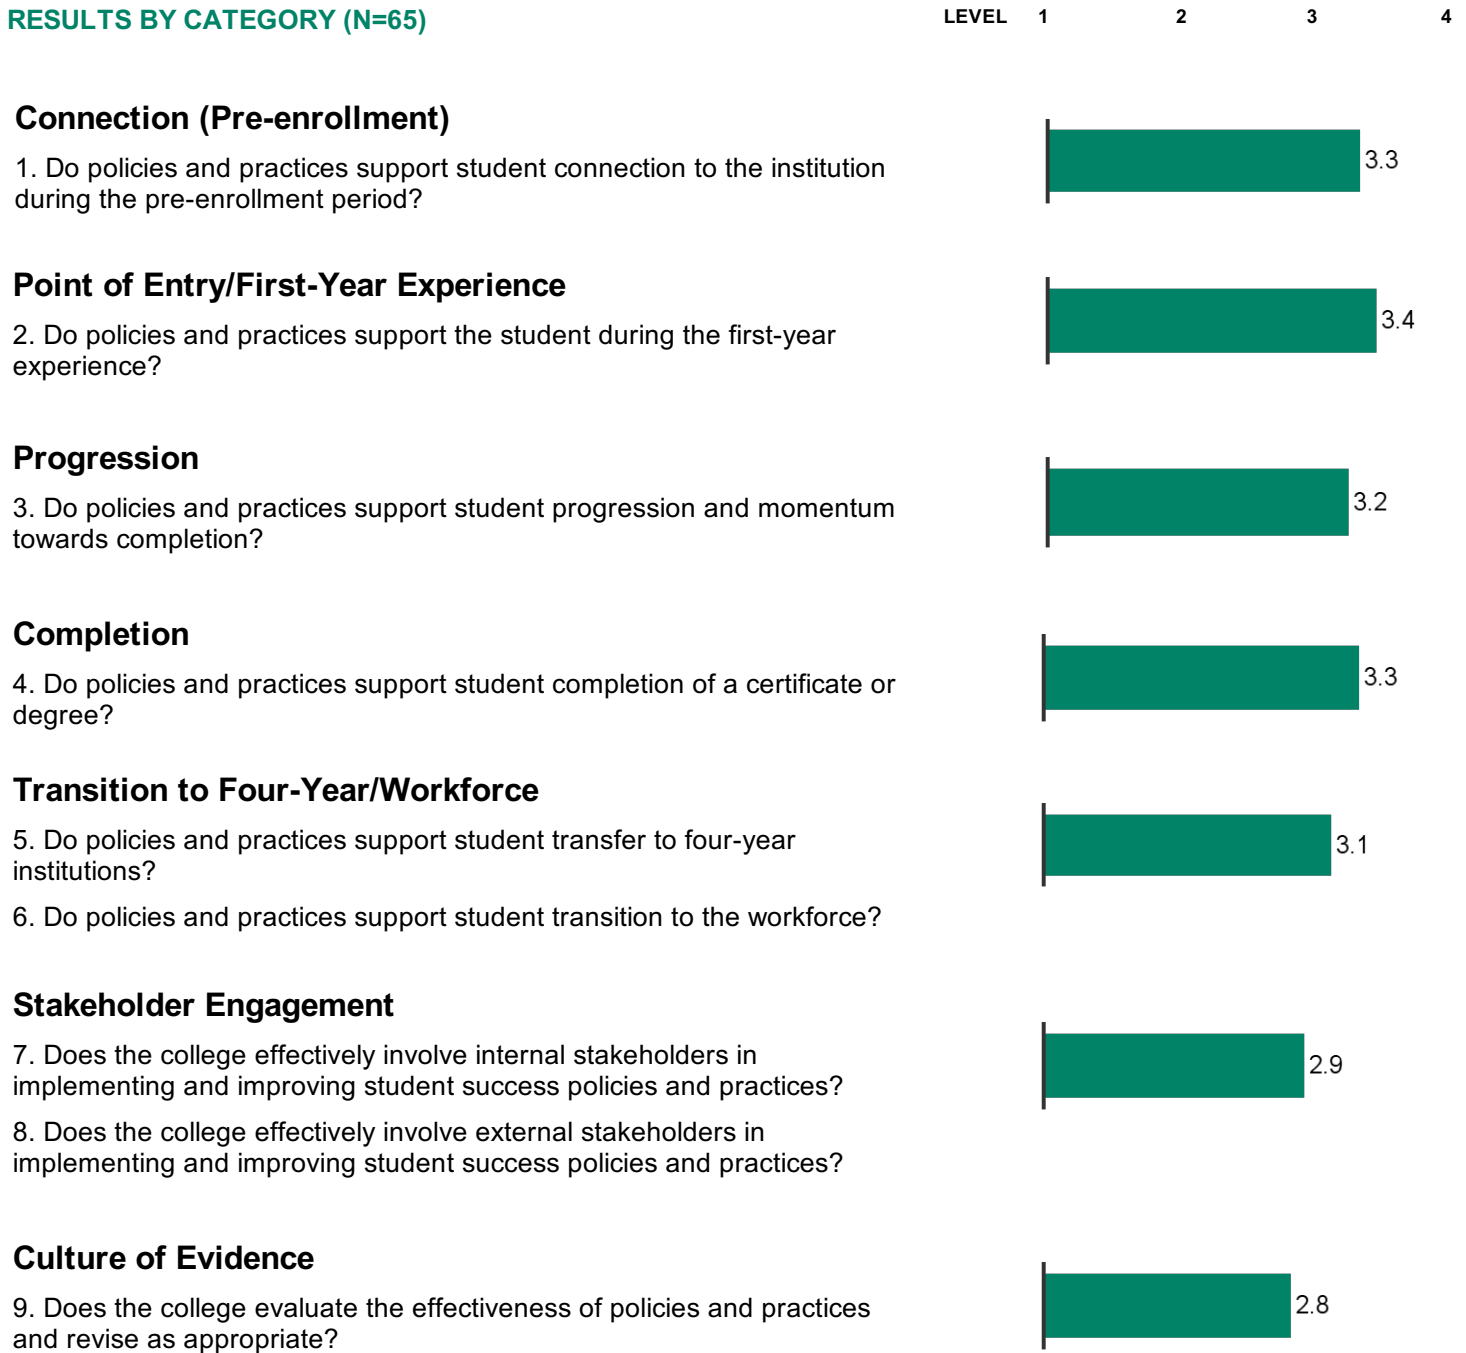 RESULTS BY CATEGORY (N=65)
LEVEL 1 2 3 4
Connection (Pre-enrollment)
1. Do policies and practices support student connection to the institution
during the pre-enrollment period?
3.3
Point of Entry/First-Year Experience
2. Do policies and practices support the student during the first-year
experience?
3.4
Progression
3. Do policies and practices support student progression and momentum
towards completion?
3.2
Completion
4. Do policies and practices support student completion of a certificate or
degree?
3.3
Transition to Four-Year/Workforce
5. Do policies and practices support student transfer to four-year
institutions?
3.1
6. Do policies and practices support student transition to the workforce?
Stakeholder Engagement
7. Does the college effectively involve internal stakeholders in
implementing and improving student success policies and practices?
2.9
8. Does the college effectively involve external stakeholders in
implementing and improving student success policies and practices?
Culture of Evidence
9. Does the college evaluate the effectiveness of policies and practices
and revise as appropriate?
2.8